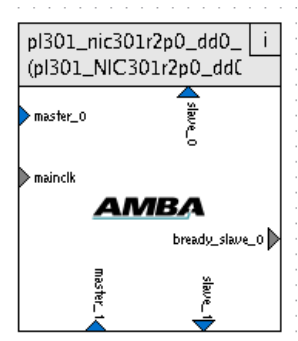 pl301_nic301r2p0_dd0_ i
(pl301_NIC301r2p0_dd0
master_0
slave_0
mainclk
AMBA
bready_slave_0
master_1
slave_1